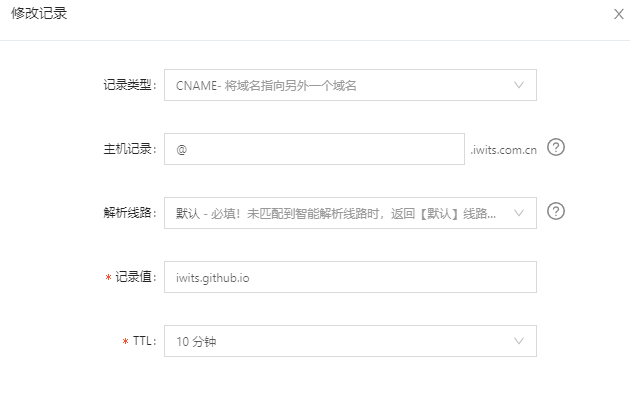 修改记录
记录类型： CNAME- 将域名指向另外一个域名
主机记录： @ .iwits.com.cn ?
解析线路： 默认 - 必填！未匹配到智能解析线路时，返回【默认】线路... ?
* 记录值： iwits.github.io
* TTL： 10 分钟